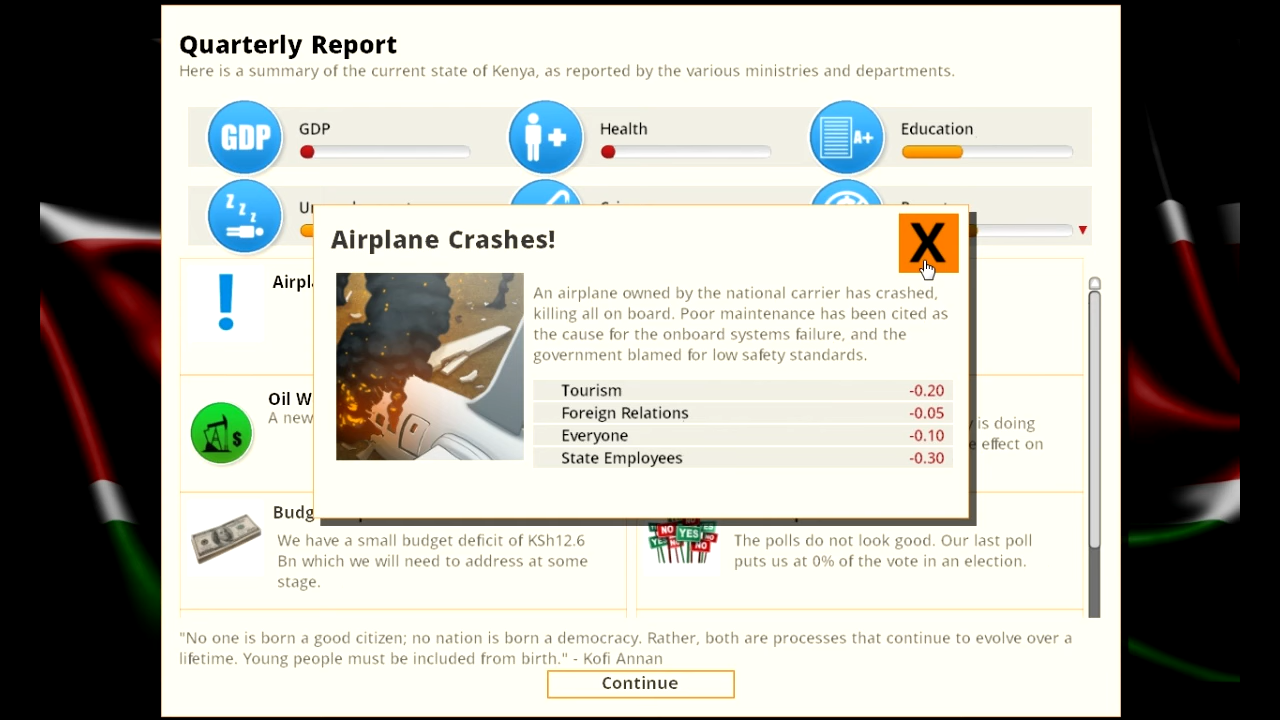 Quarterly Report
Here is a summary of the current state of Kenya, as reported by the various ministries and departments.
GDP
GDP
Health
A+
Education
Z Z Z
Airplane Crashes!
X
An airplane owned by the national carrier has crashed,
killing all on board. Poor maintenance has been cited as
the cause for the onboard systems failure, and the
government blamed for low safety standards.
Tourism -0.20
Foreign Relations -0.05
Everyone -0.10
State Employees -0.30
Airpl
Oil W
A new
y is doing
e effect on
$
Budg
We have a small budget deficit of KSh12.6
Bn which we will need to address at some
stage.
NO YES NO
The polls do not look good. Our last poll
puts us at 0% of the vote in an election.
"No one is born a good citizen; no nation is born a democracy. Rather, both are processes that continue to evolve over a
lifetime. Young people must be included from birth." - Kofi Annan
Continue